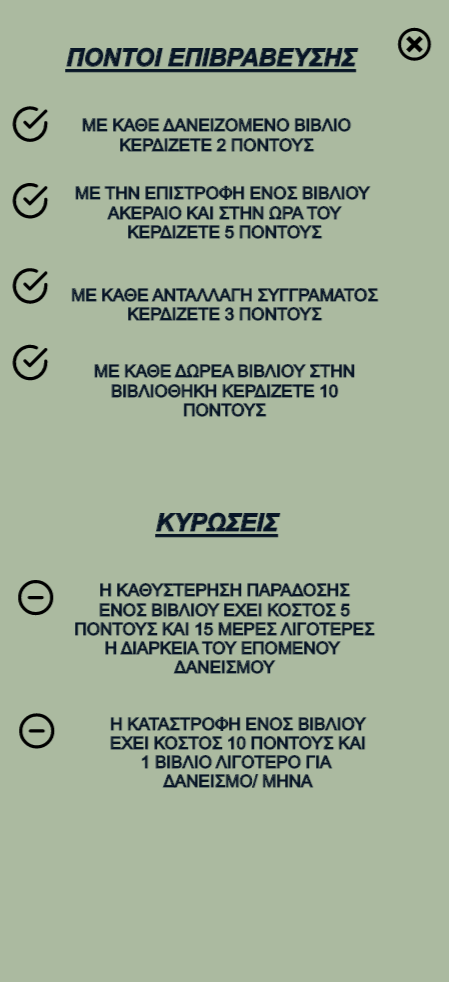 ΠΟΝΤΟΙ ΕΠΙΒΡΑΒΕΥΣΗΣ
ΜΕ ΚΑΘΕ ΔΑΝΕΙΖΟΜΕΝΟ ΒΙΒΛΙΟ
ΚΕΡΔΙΖΕΤΕ 2 ΠΟΝΤΟΥΣ
ΜΕ ΤΗΝ ΕΠΙΣΤΡΟΦΗ ΕΝΟΣ ΒΙΒΛΙΟΥ
ΑΚΕΡΑΙΟ ΚΑΙ ΣΤΗΝ ΩΡΑ ΤΟΥ
ΚΕΡΔΙΖΕΤΕ 5 ΠΟΝΤΟΥΣ
ΜΕ ΚΑΘΕ ΑΝΤΑΛΛΑΓΗ ΣΥΓΓΡΑΜΑΤΟΣ
ΚΕΡΔΙΖΕΤΕ 3 ΠΟΝΤΟΥΣ
ΜΕ ΚΑΘΕ ΔΩΡΕΑ ΒΙΒΛΙΟΥ ΣΤΗΝ
ΒΙΒΛΙΟΘΗΚΗ ΚΕΡΔΙΖΕΤΕ 10
ΠΟΝΤΟΥΣ
ΚΥΡΩΣΕΙΣ
Η ΚΑΘΥΣΤΕΡΗΣΗ ΠΑΡΑΔΟΣΗΣ
ΕΝΟΣ ΒΙΒΛΙΟΥ ΕΧΕΙ ΚΟΣΤΟΣ 5
ΠΟΝΤΟΥΣ ΚΑΙ 15 ΜΕΡΕΣ ΛΙΓΟΤΕΡΕΣ
Η ΔΙΑΡΚΕΙΑ ΤΟΥ ΕΠΟΜΕΝΟΥ
ΔΑΝΕΙΣΜΟΥ
Η ΚΑΤΑΣΤΡΟΦΗ ΕΝΟΣ ΒΙΒΛΙΟΥ
ΕΧΕΙ ΚΟΣΤΟΣ 10 ΠΟΝΤΟΥΣ ΚΑΙ
1 ΒΙΒΛΙΟ ΛΙΓΟΤΕΡΟ ΓΙΑ
ΔΑΝΕΙΣΜΟ/ ΜΗΝΑ